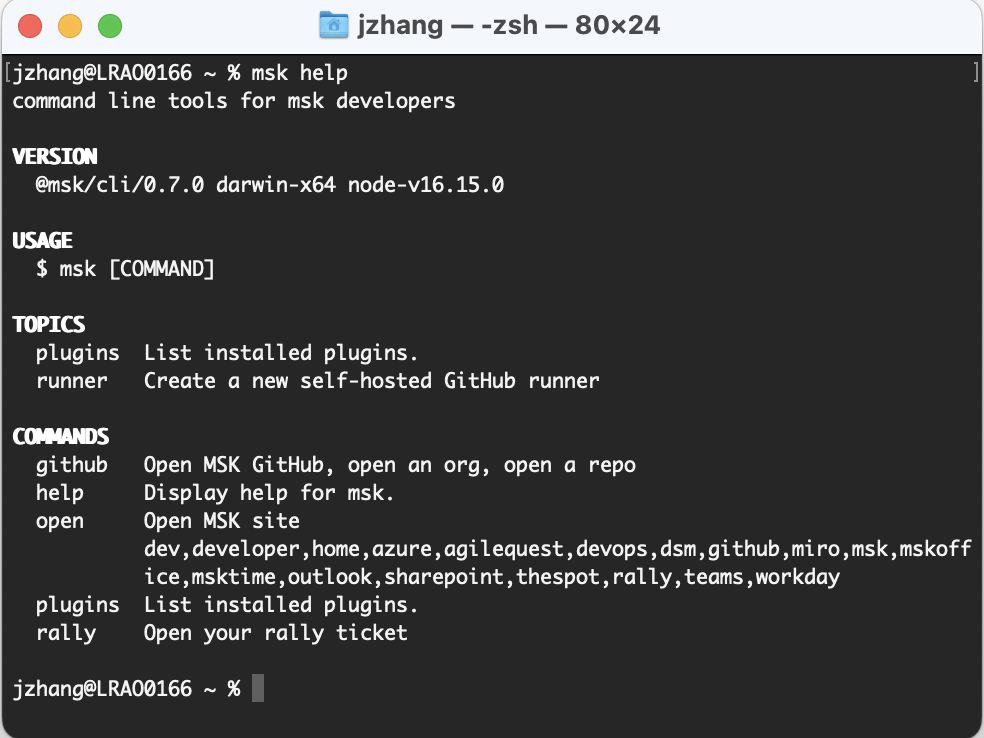 jzhang — -zsh — 80×24
[jzhang@LRAO0166 ~ % msk help ]
command line tools for msk developers
VERSION
@msk/cli/0.7.0 darwin-x64 node-v16.15.0
USAGE
$ msk [COMMAND]
TOPICS
plugins List installed plugins.
runner Create a new self-hosted GitHub runner
COMMANDS
github Open MSK GitHub, open an org, open a repo
help Display help for msk.
open Open MSK site
dev,developer,home,azure,agilequest,devops,dsm,github,miro,msk,mskoff
ice,msktime,outlook,sharepoint,thespot,rally,teams,workday
plugins List installed plugins.
rally Open your rally ticket
jzhang@LRAO0166 ~ %